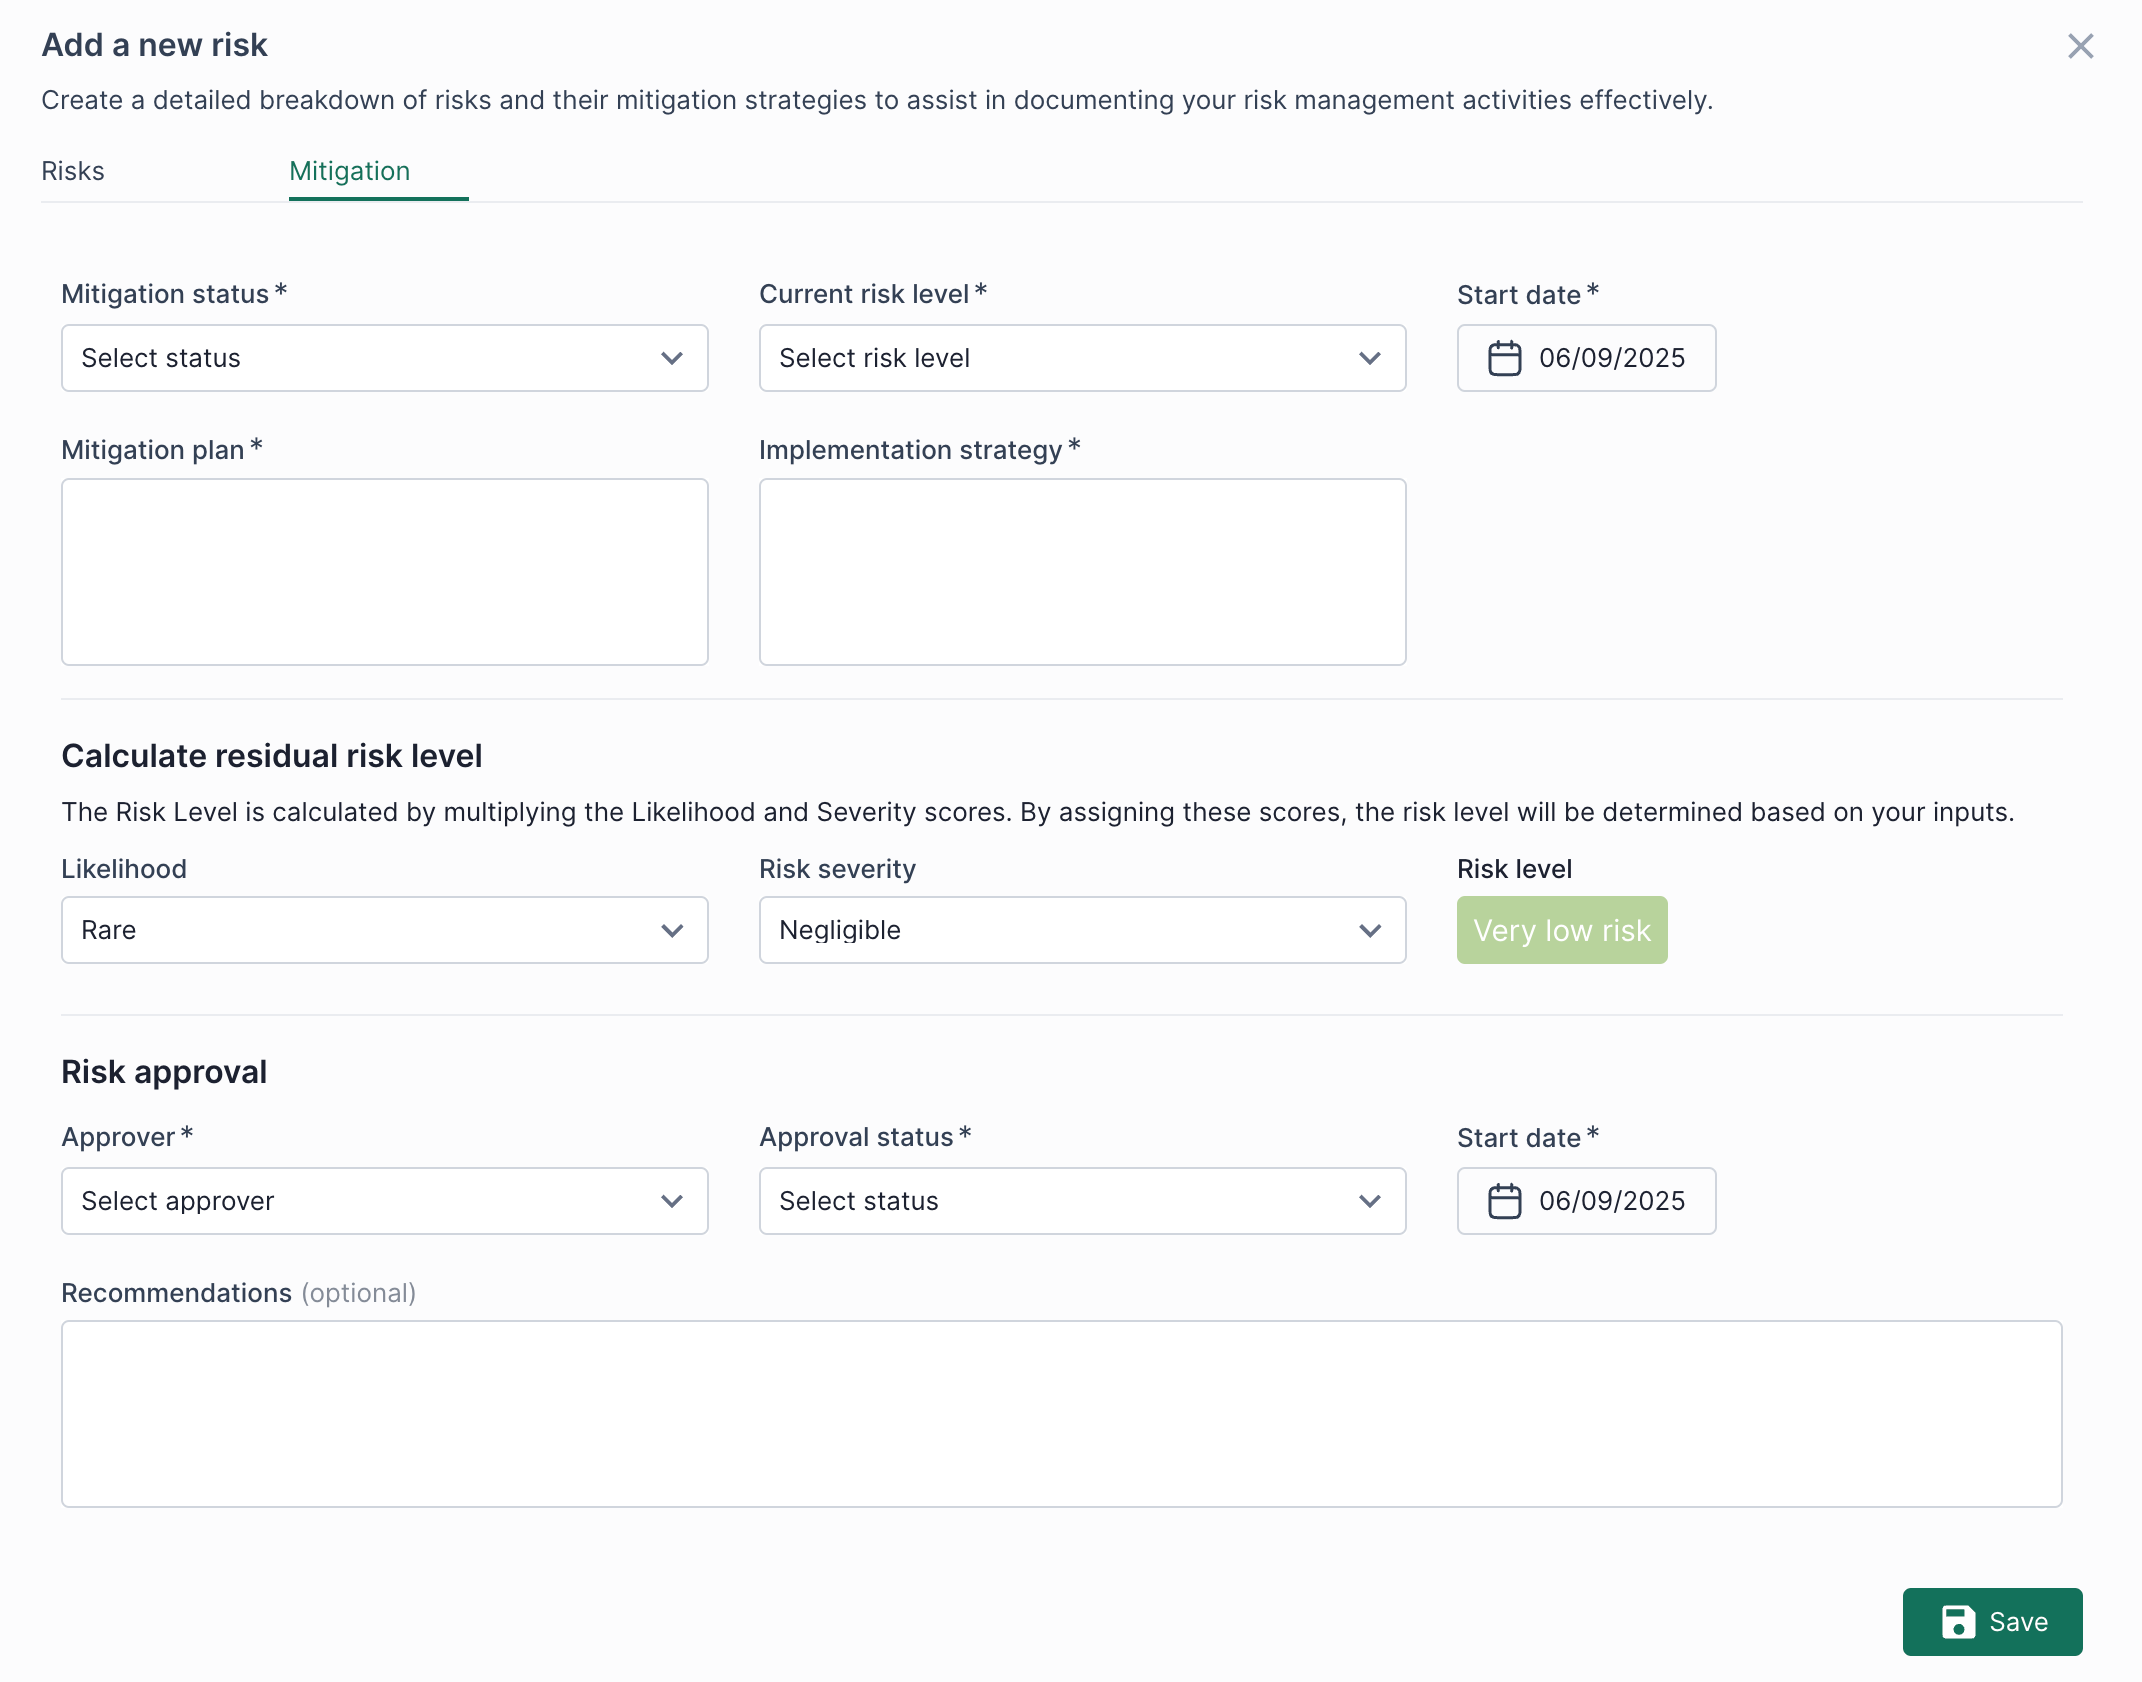 Add a new risk
Create a detailed breakdown of risks and their mitigation strategies to assist in documenting your risk management activities effectively.
Risks Mitigation
Mitigation status * Current risk level * Start date *
Select status Select risk level 06/09/2025
Mitigation plan * Implementation strategy *
Calculate residual risk level
The Risk Level is calculated by multiplying the Likelihood and Severity scores. By assigning these scores, the risk level will be determined based on your inputs.
Likelihood Risk severity Risk level
Rare Negligible Very low risk
Risk approval
Approver * Approval status * Start date *
Select approver Select status 06/09/2025
Recommendations (optional)
Save